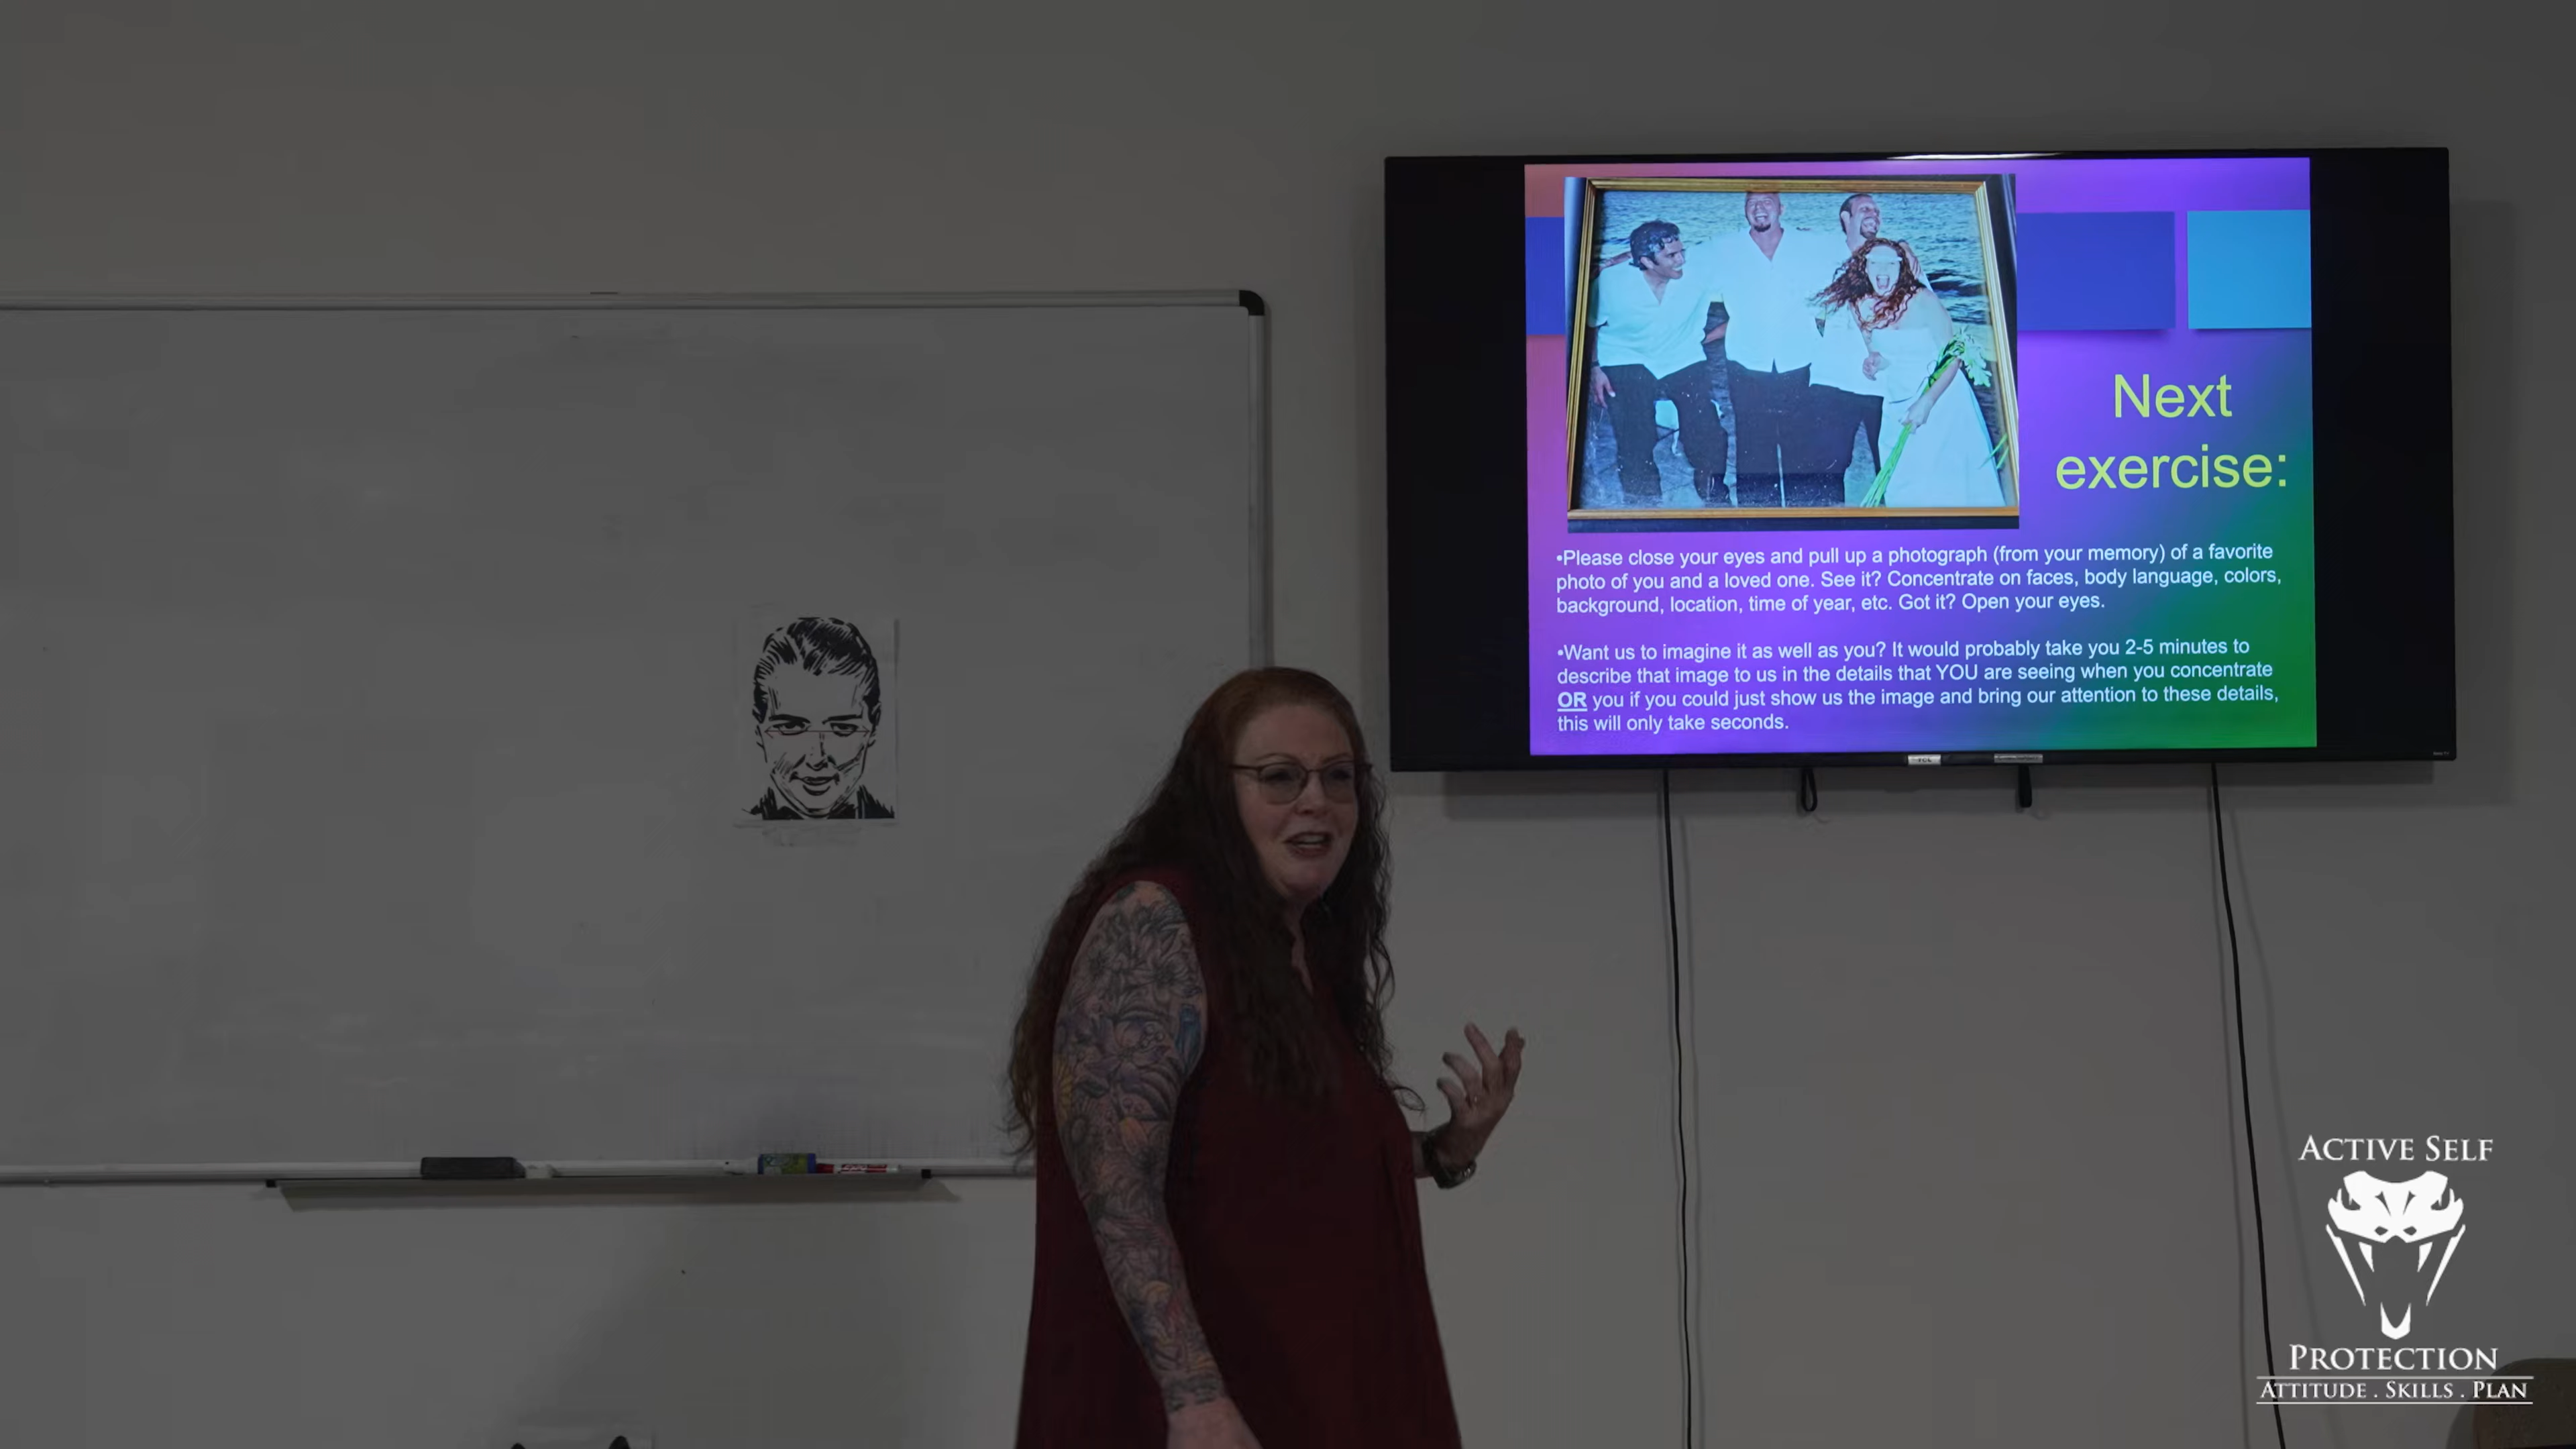 Next
exercise:
•Please close your eyes and pull up a photograph (from your memory) of a favorite
photo of you and a loved one. See it? Concentrate on faces, body language, colors,
background, location, time of year, etc. Got it? Open your eyes.
•Want us to imagine it as well as you? It would probably take you 2-5 minutes to
describe that image to us in the details that YOU are seeing when you concentrate
OR you if you could just show us the image and bring our attention to these details,
this will only take seconds.
TCL
ACTIVE SELF
PROTECTION
ATTITUDE . SKILLS . PLAN